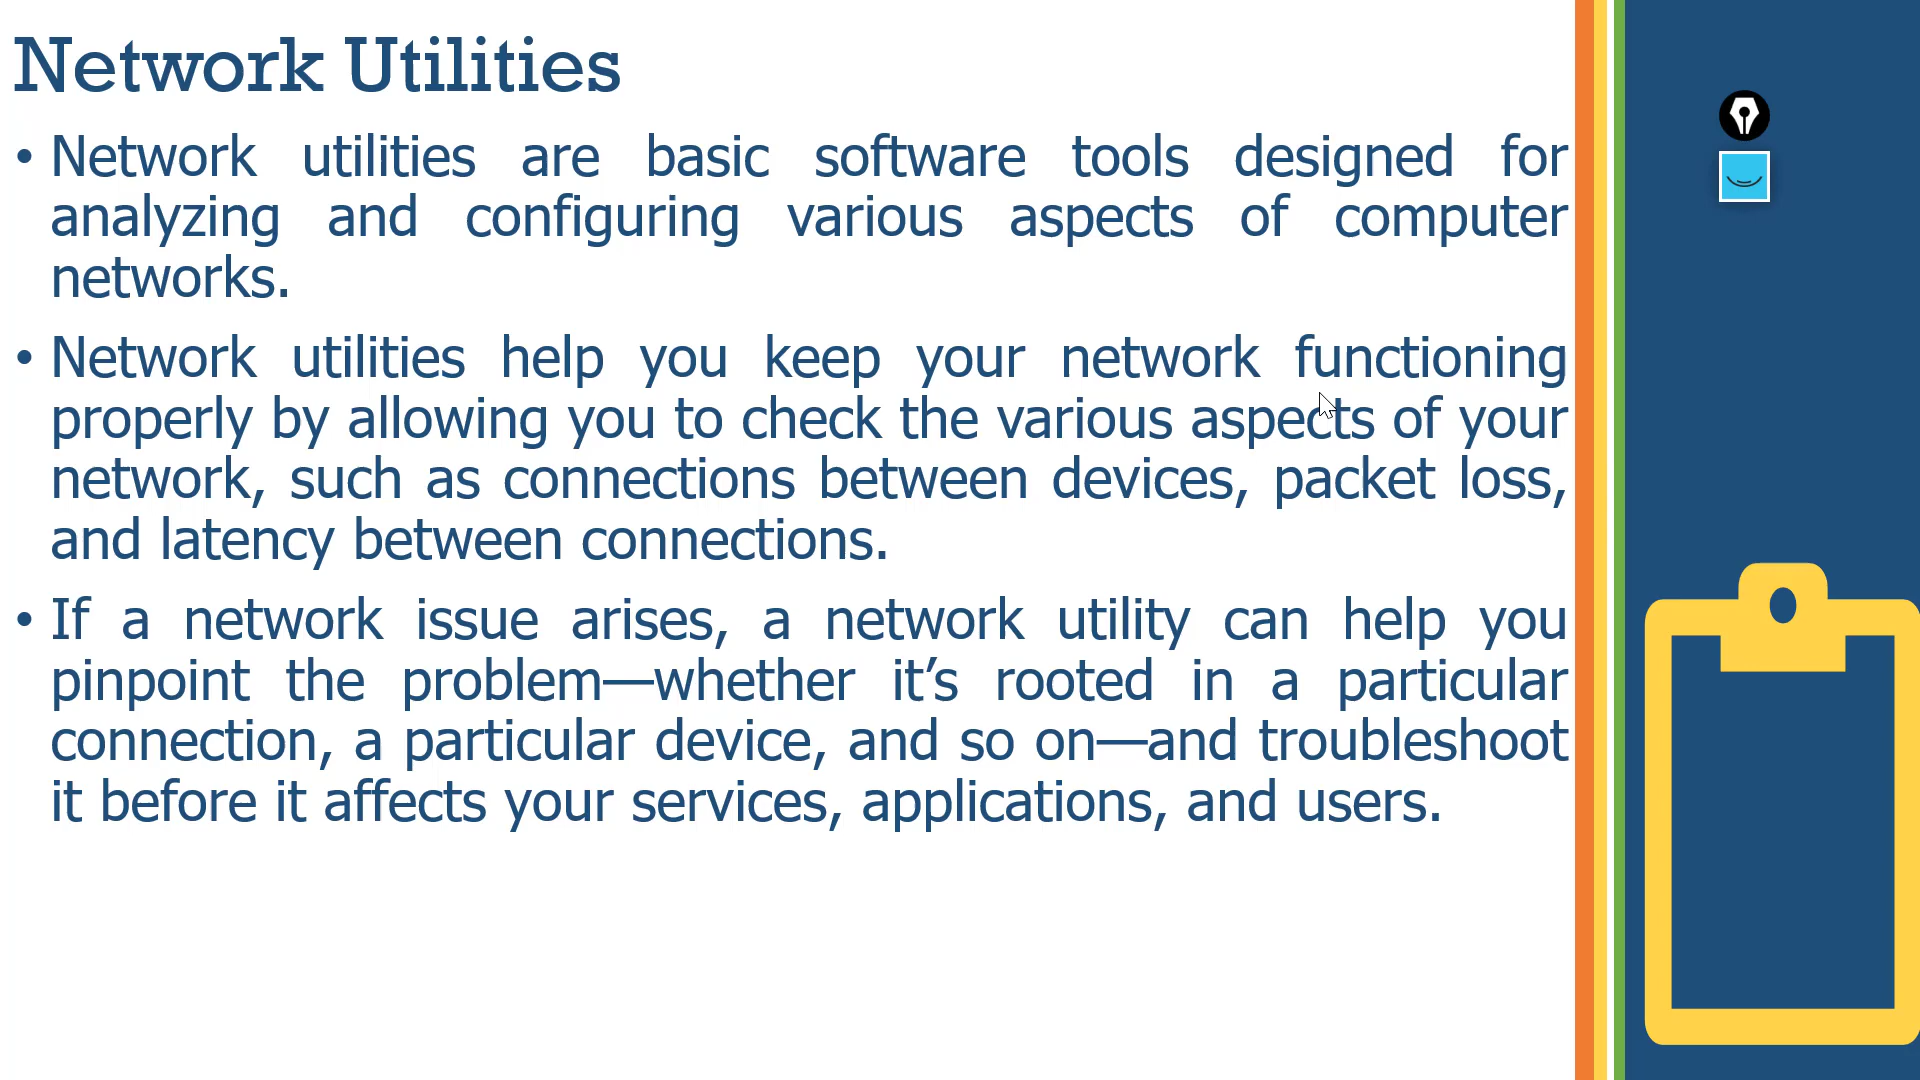 Network Utilities
• Network utilities are basic software tools designed for
analyzing and configuring various aspects of computer
networks.
• Network utilities help you keep your network functioning
properly by allowing you to check the various aspects of your
network, such as connections between devices, packet loss,
and latency between connections.
• If a network issue arises, a network utility can help you
pinpoint the problem—whether it’s rooted in a particular
connection, a particular device, and so on—and troubleshoot
it before it affects your services, applications, and users.